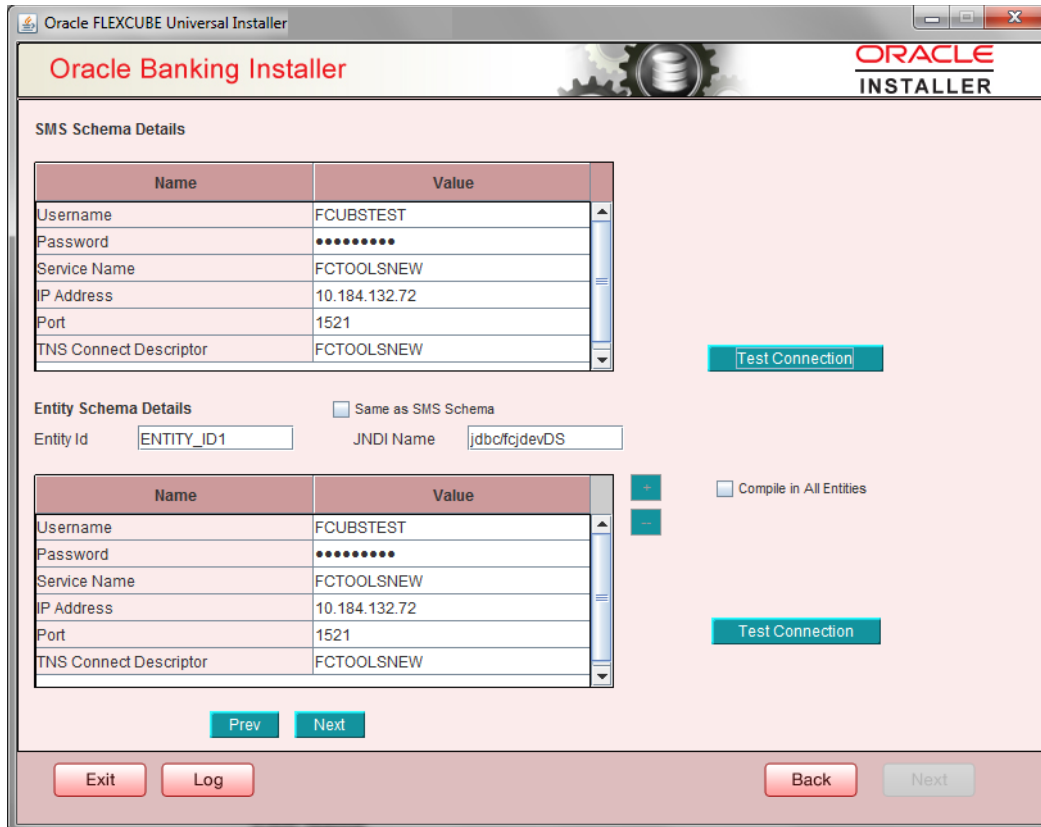 Oracle FLEXCUBE Universal Installer
Oracle Banking Installer
ORACLE
INSTALLER
SMS Schema Details
Name Value
Username FCUBSTEST
Password •••••••••
Service Name FCTOOLSNEW
IP Address 10.184.132.72
Port 1521
TNS Connect Descriptor FCTOOLSNEW
Test Connection
Entity Schema Details Same as SMS Schema
Entity Id ENTITY_ID1 JNDI Name jdbc/fcjdevDS
Name Value
+ Compile in All Entities
--
Username FCUBSTEST
Password •••••••••
Service Name FCTOOLSNEW
IP Address 10.184.132.72
Port 1521
Test Connection
TNS Connect Descriptor FCTOOLSNEW
Prev Next
Exit Log Back Next